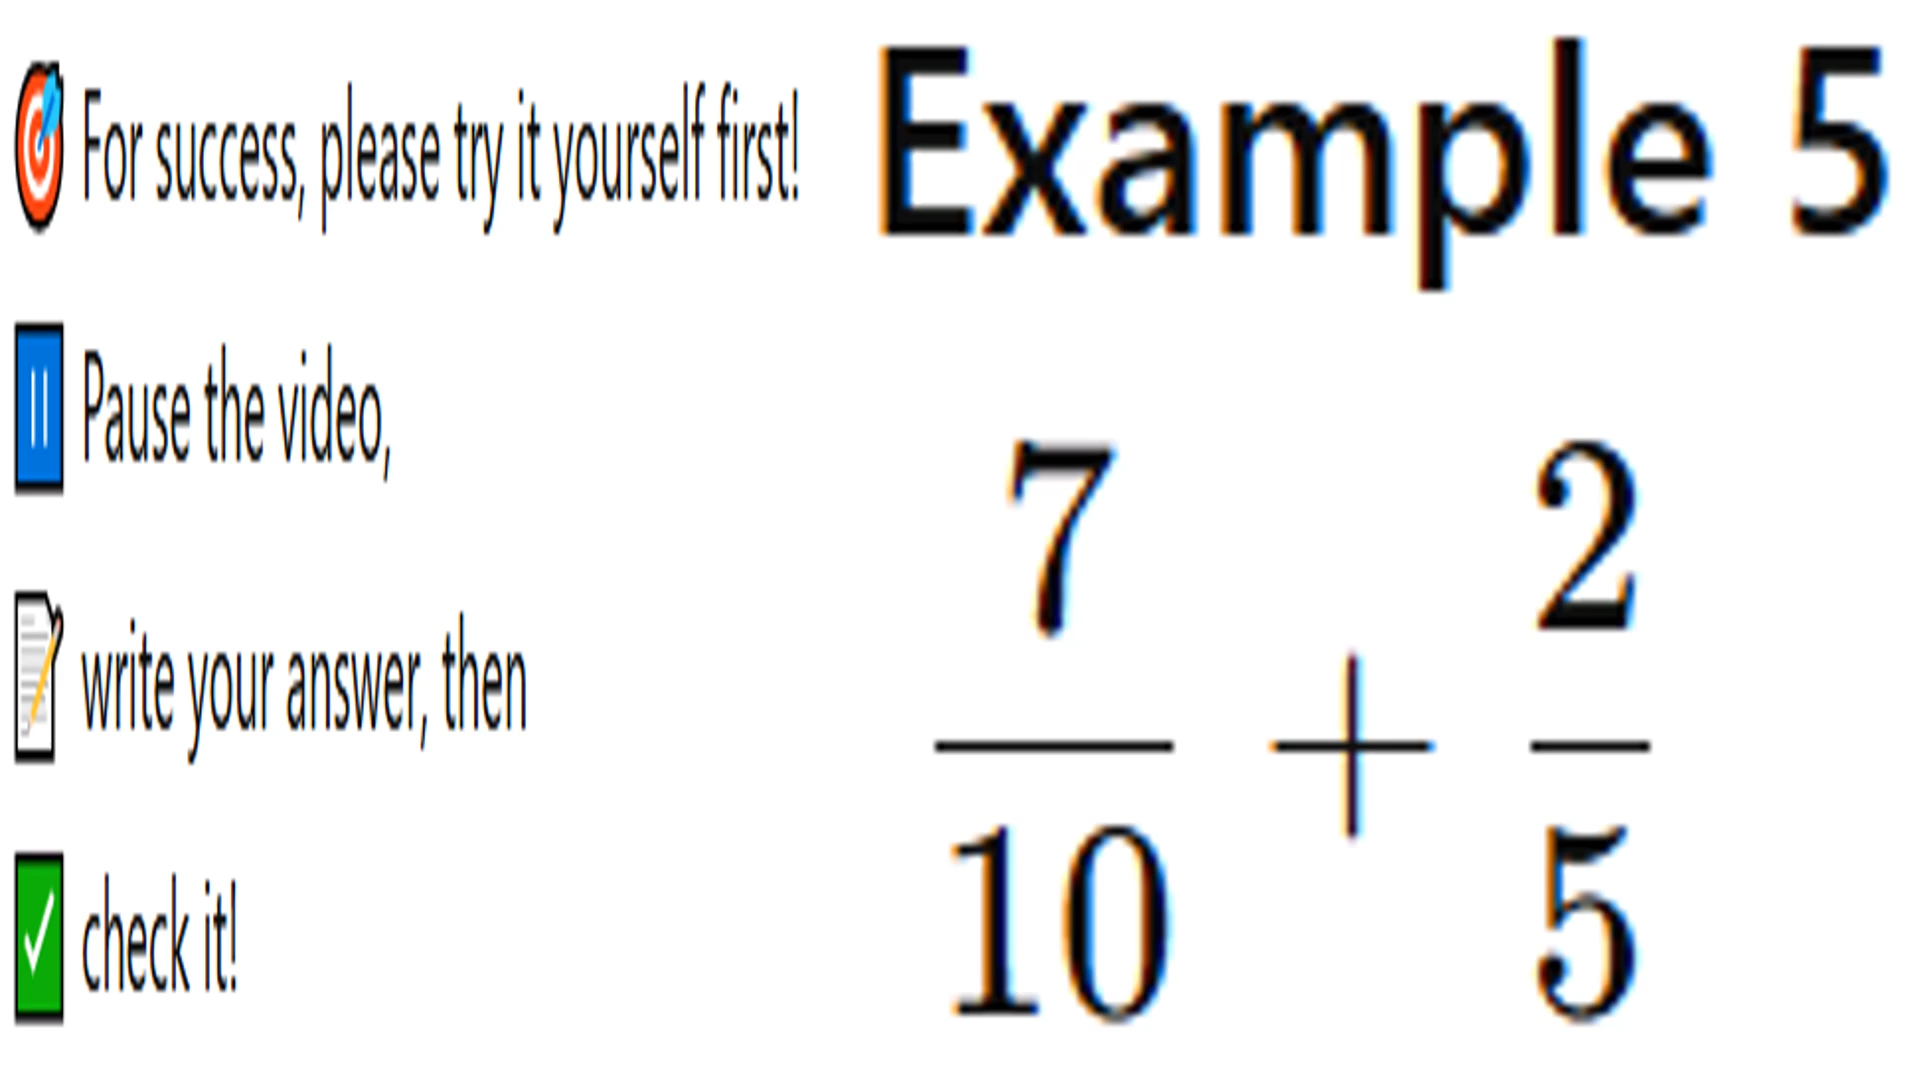 🎯 For success, please try it yourself first!
⏸ Pause the video,
📝 write your answer, then
✅ check it!
Example 5
7/10 + 2/5